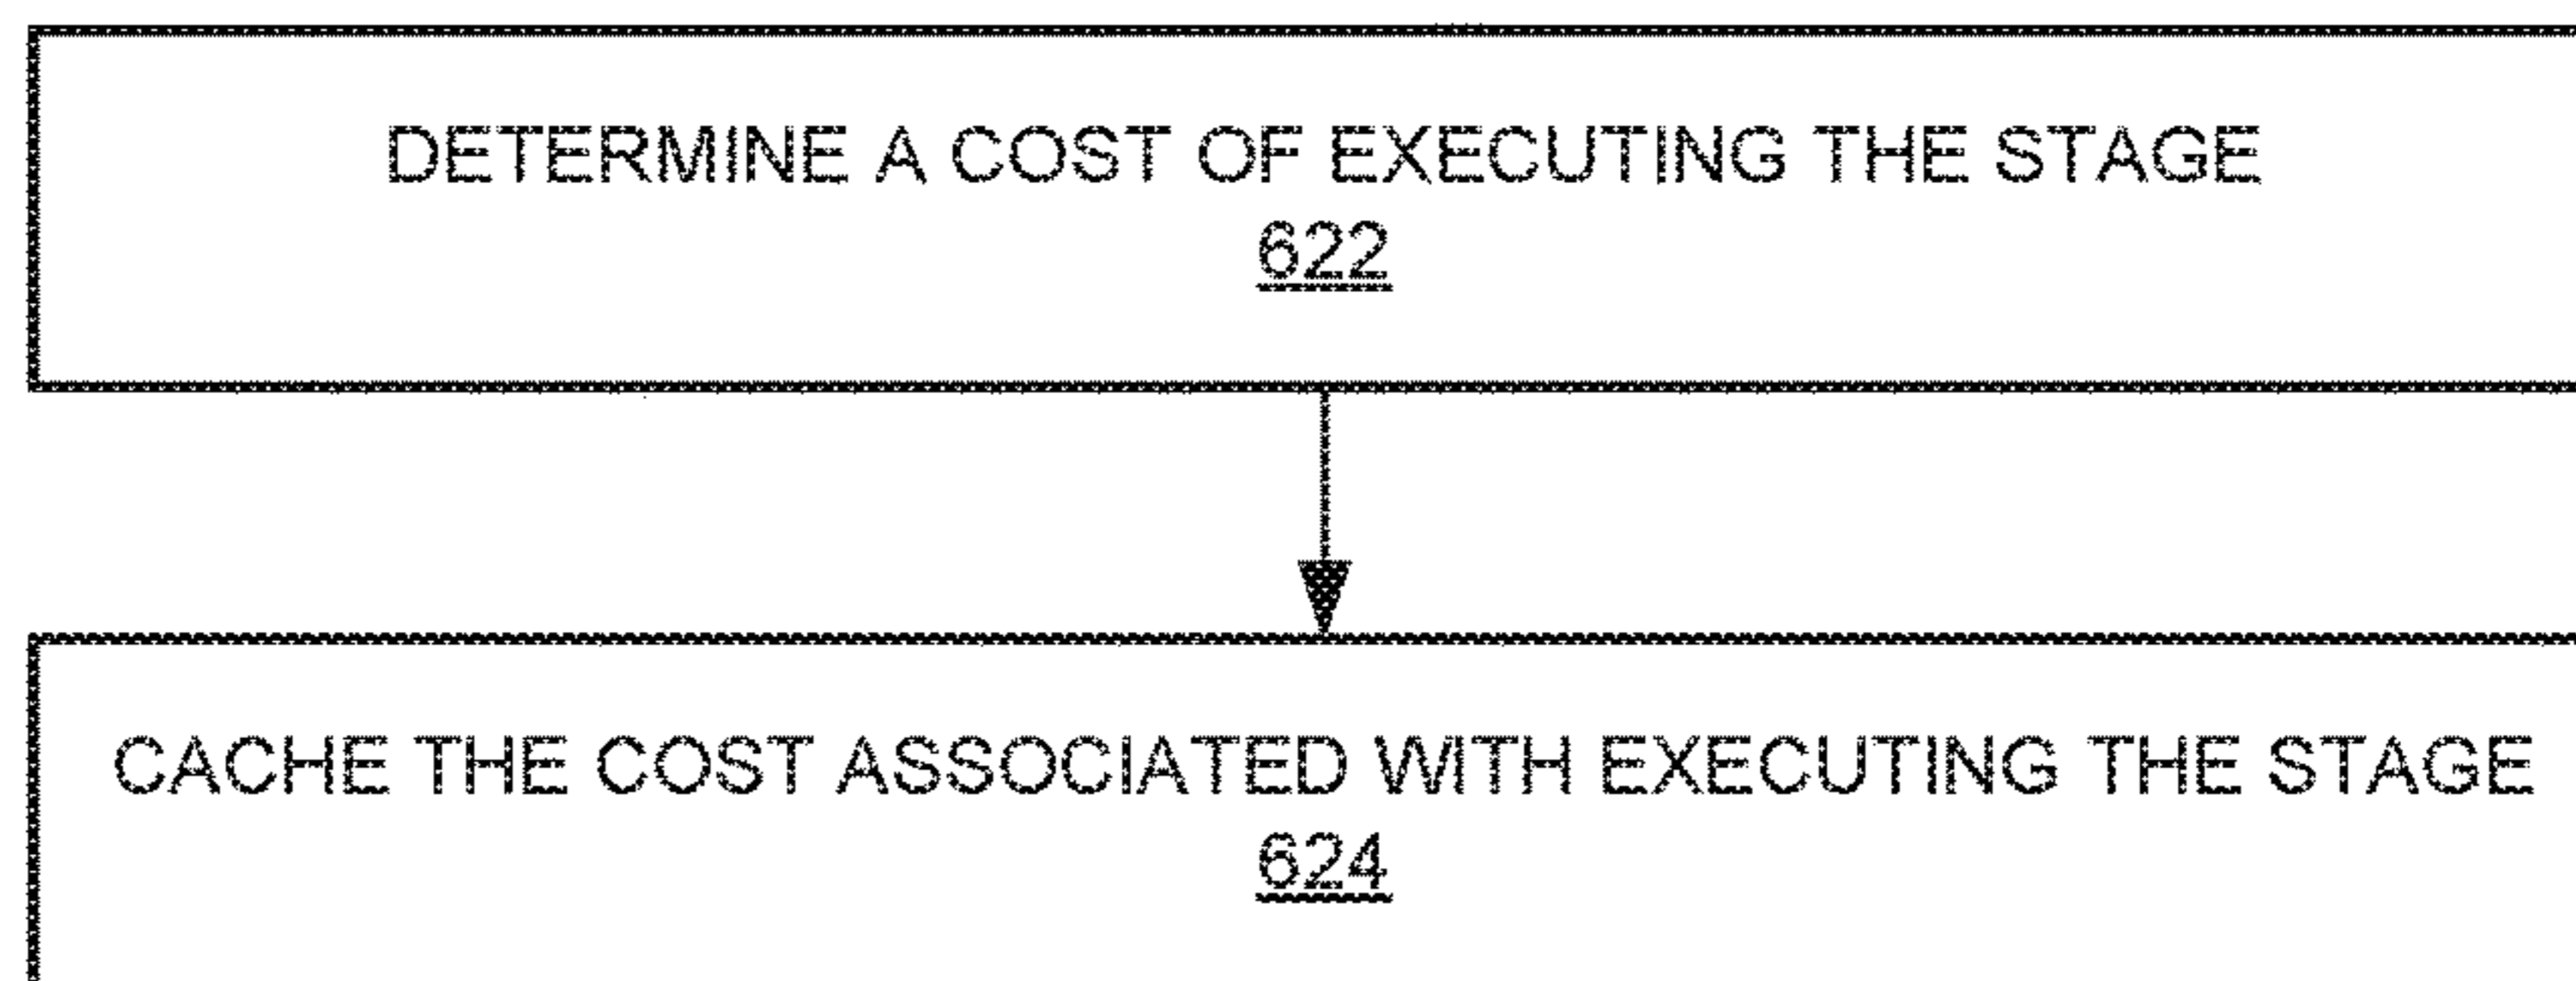 DETERMINE A COST OF EXECUTING THE STAGE
622
CACHE THE COST ASSOCIATED WITH EXECUTING THE STAGE
624